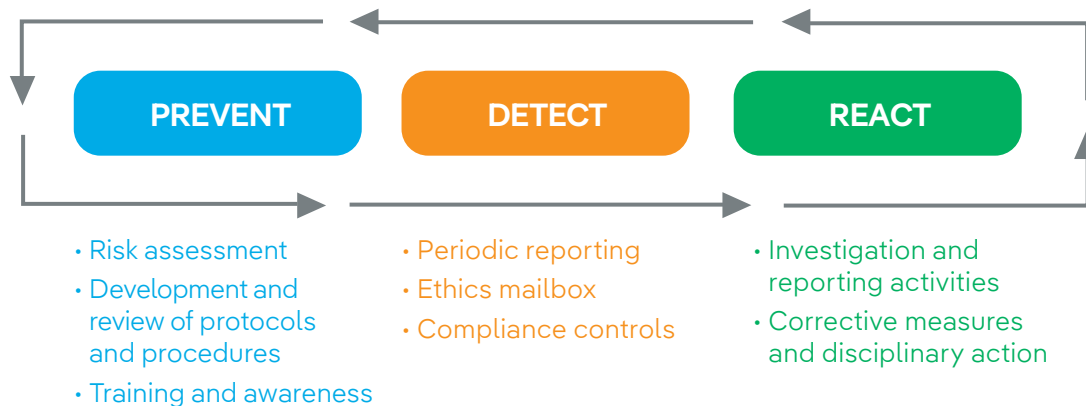 PREVENT
DETECT
REACT
• Risk assessment
• Development and
review of protocols
and procedures
• Training and awareness
• Periodic reporting
• Ethics mailbox
• Compliance controls
• Investigation and
reporting activities
• Corrective measures
and disciplinary action